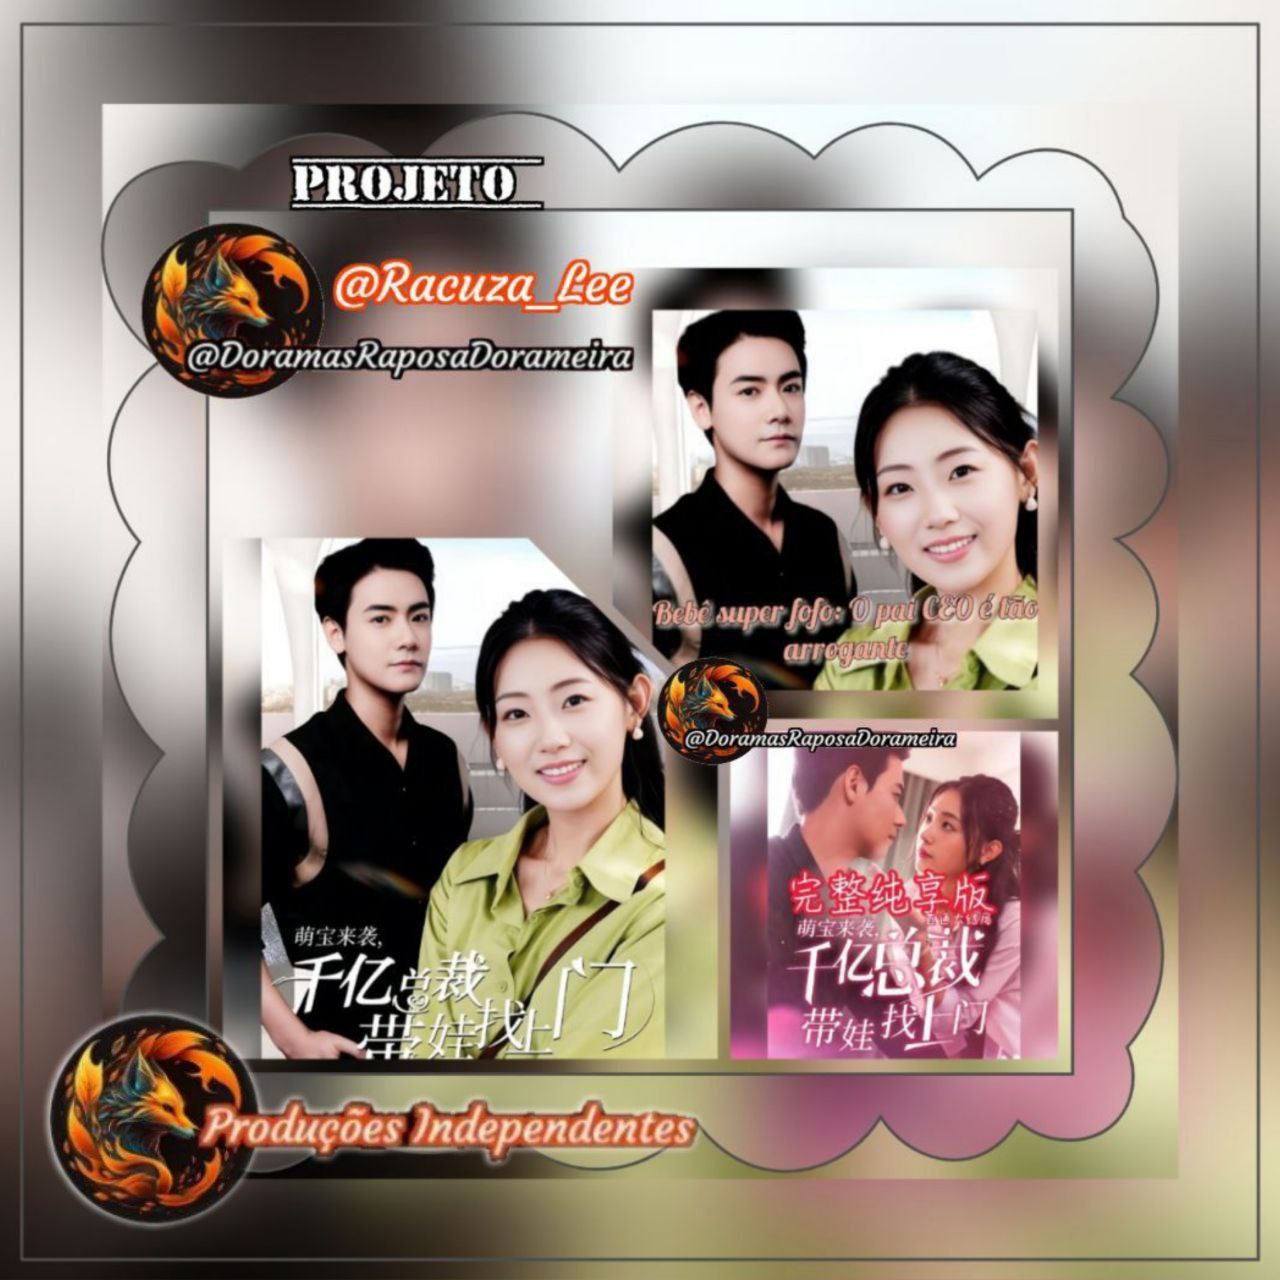 PROJETO
@Racuza_Lee
@DoramasRaposaDorameira
Bebê super fofo: O pai CEO é tão
arrogante
@DoramasRaposaDorameira
萌宝来袭,
千亿总裁
带娃找上门
完整纯享版
萌宝来袭,
千亿总裁
带娃找上门
Produções Independentes